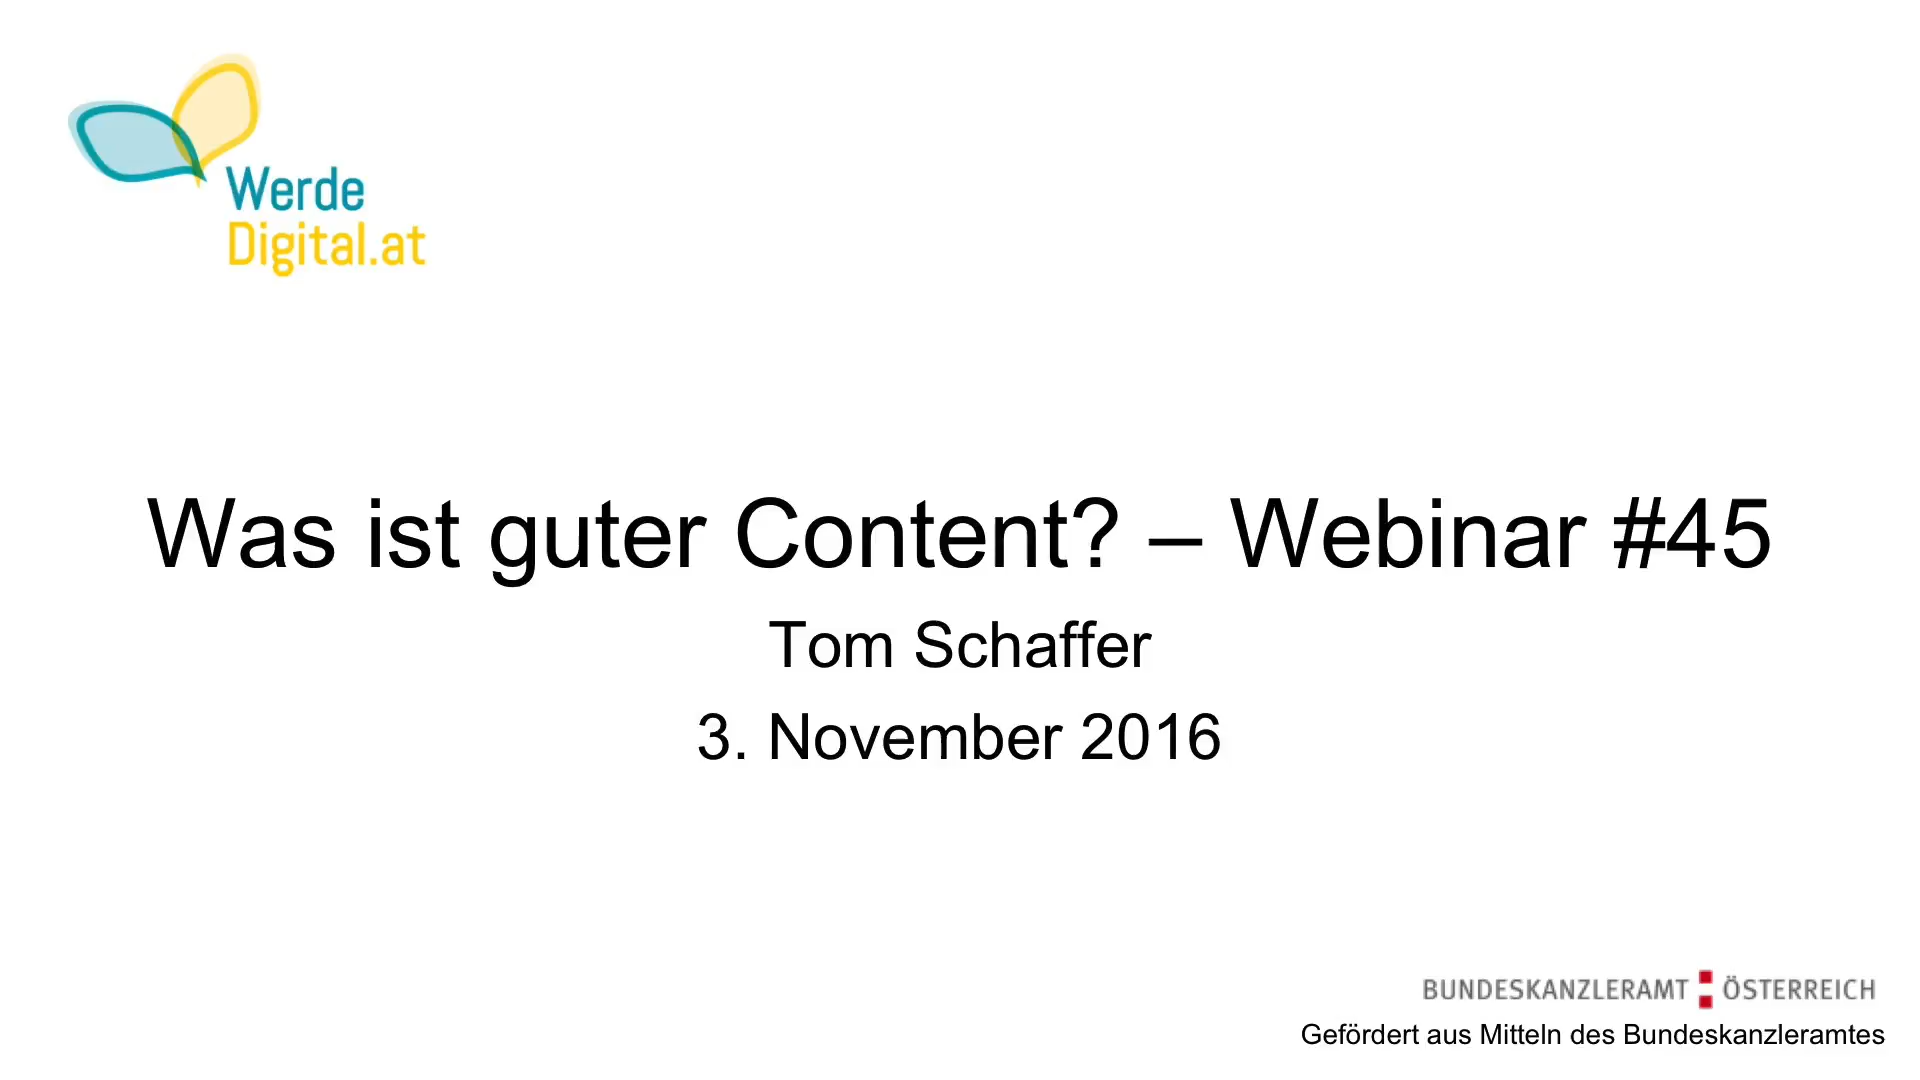 Werde
Digital.at
Was ist guter Content? – Webinar #45
Tom Schaffer
3. November 2016
BUNDESKANZLERAMT ÖSTERREICH
Gefördert aus Mitteln des Bundeskanzleramtes